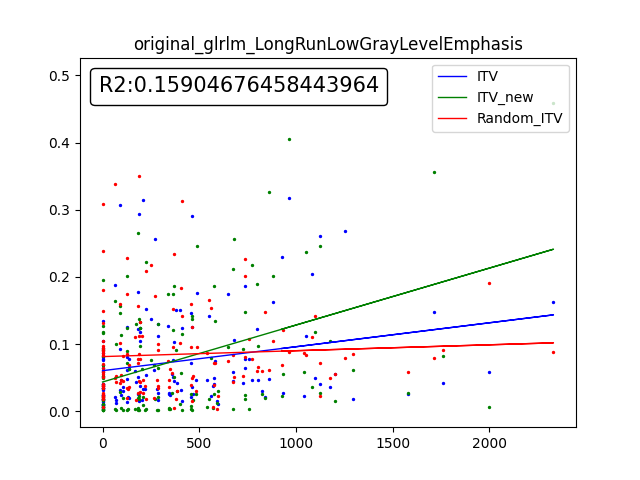 original_glrlm_LongRunLowGrayLevelEmphasis
R2:0.15904676458443964
ITV
ITV_new
Random_ITV
0.5
0.4
0.3
0.2
0.1
0.0
0 500 1000 1500 2000